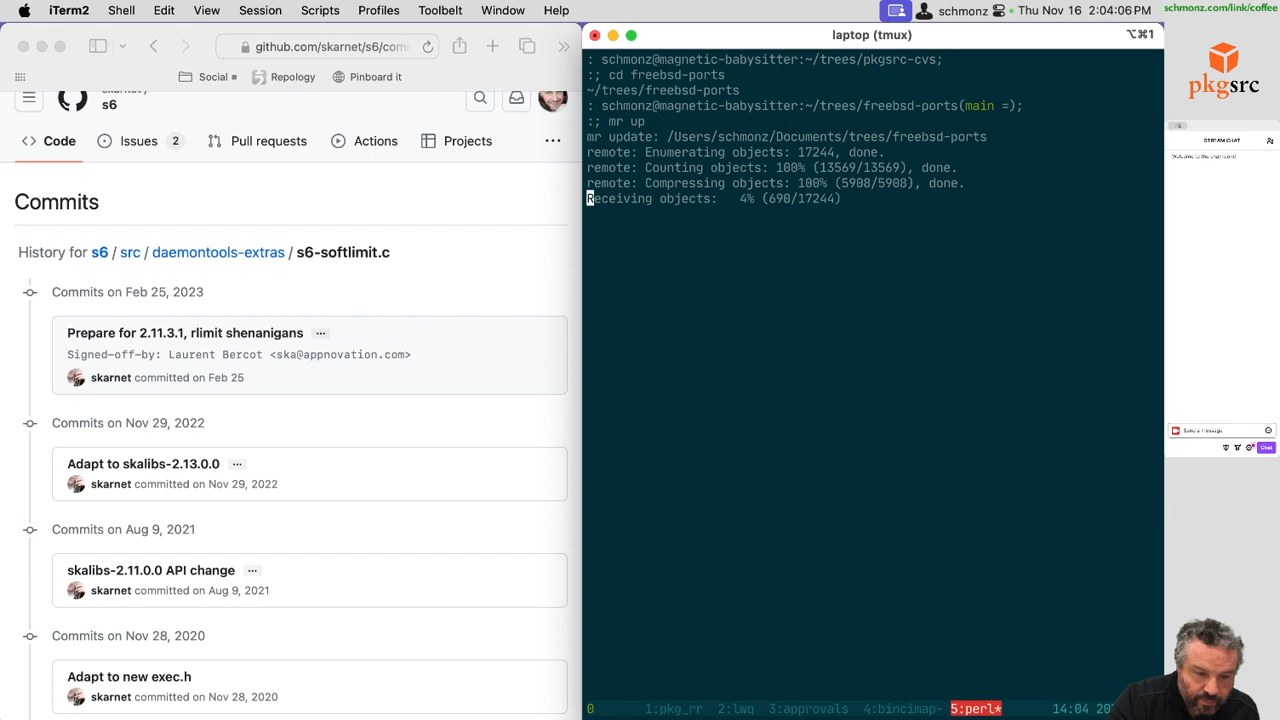 iTerm2 Shell Edit View Session Scripts Profiles Toolbelt Window Help
schmonz Thu Nov 16 2:04:06 PM
schmonz.com/link/coffee
github.com/skarnet/s6/com
Social
Repology
Pinboard it
s6
Code
Issues 2
Pull requests
Actions
Projects
Commits
History for s6 / src / daemontools-extras / s6-softlimit.c
Commits on Feb 25, 2023
Prepare for 2.11.3.1, rlimit shenanigans
Signed-off-by: Laurent Bercot <ska@appnovation.com>
skarnet committed on Feb 25
Commits on Nov 29, 2022
Adapt to skalibs-2.13.0.0
skarnet committed on Nov 29, 2022
Commits on Aug 9, 2021
skalibs-2.11.0.0 API change
skarnet committed on Aug 9, 2021
Commits on Nov 28, 2020
Adapt to new exec.h
skarnet committed on Nov 28, 2020
laptop (tmux)
⌥⌘1
: schmonz@magnetic-babysitter:~/trees/pkgsrc-cvs;
:; cd freebsd-ports
~/trees/freebsd-ports
: schmonz@magnetic-babysitter:~/trees/freebsd-ports(main =);
:; mr up
mr update: /Users/schmonz/Documents/trees/freebsd-ports
remote: Enumerating objects: 17244, done.
remote: Counting objects: 100% (13569/13569), done.
remote: Compressing objects: 100% (5908/5908), done.
Receiving objects: 4% (690/17244)
0 1:pkg_rr 2:lwq 3:approvals 4:bincimap- 5:perl* 14:04
pkgsrc
STREAM CHAT
Welcome to the chat room!
Send a message
Chat